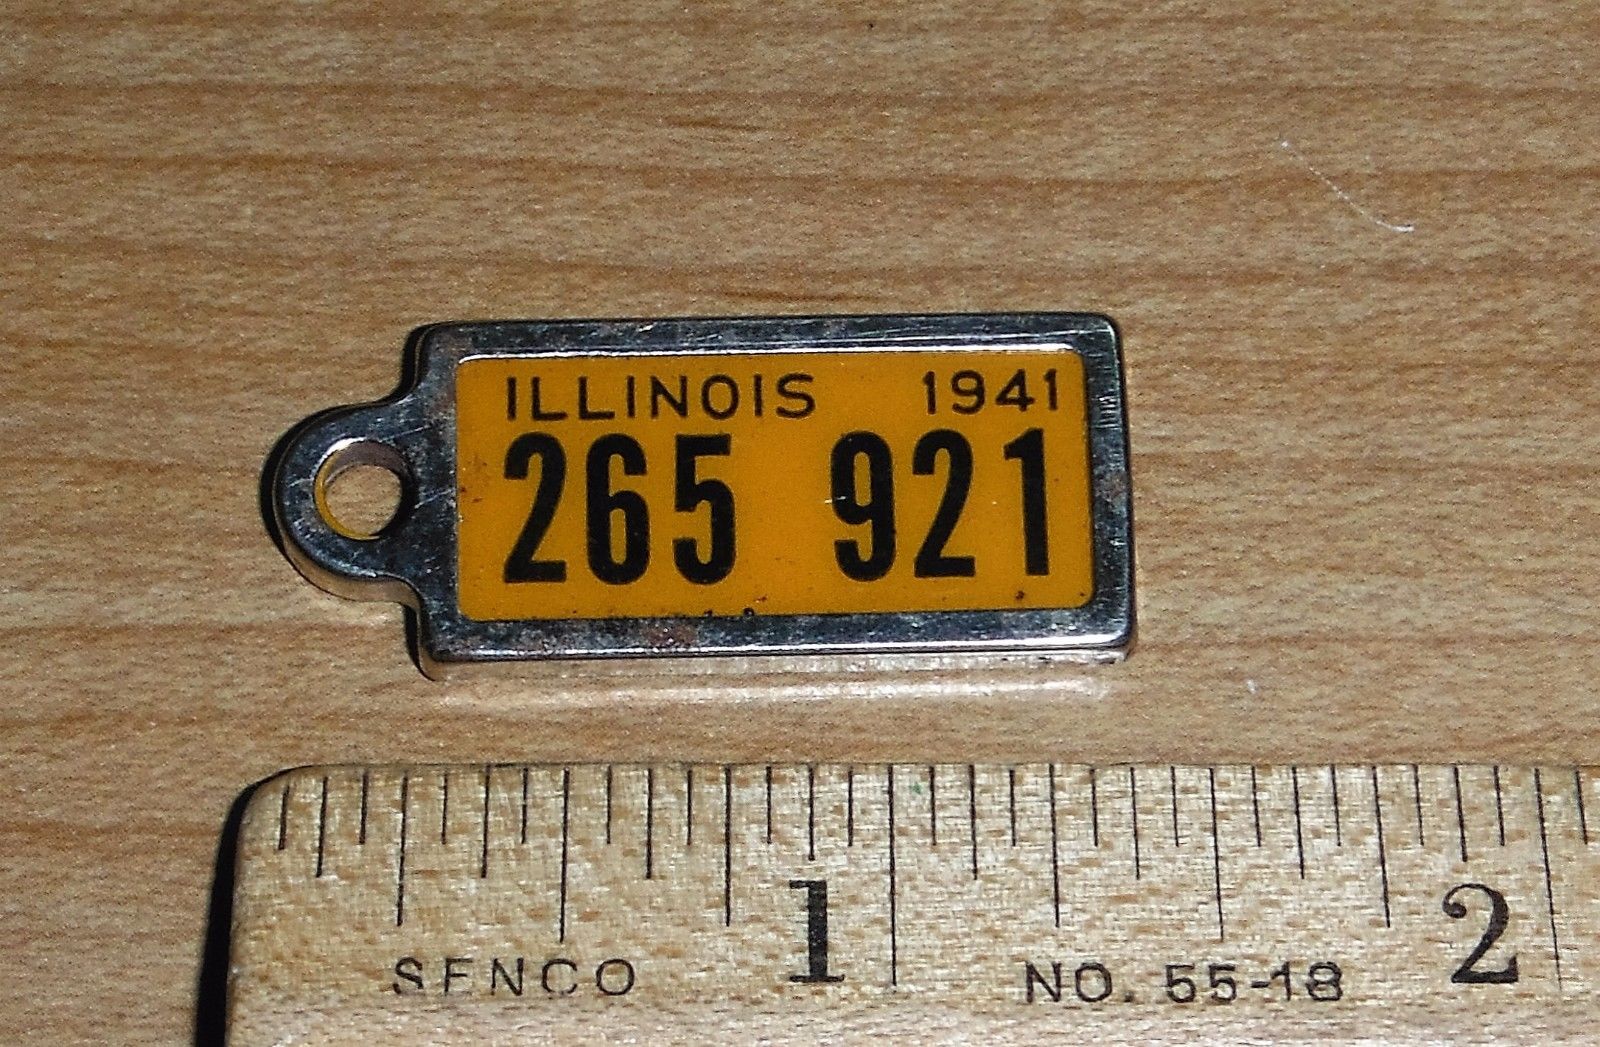 ILLINOIS 1941
265 921
1 2
SENCO NO. 55-18